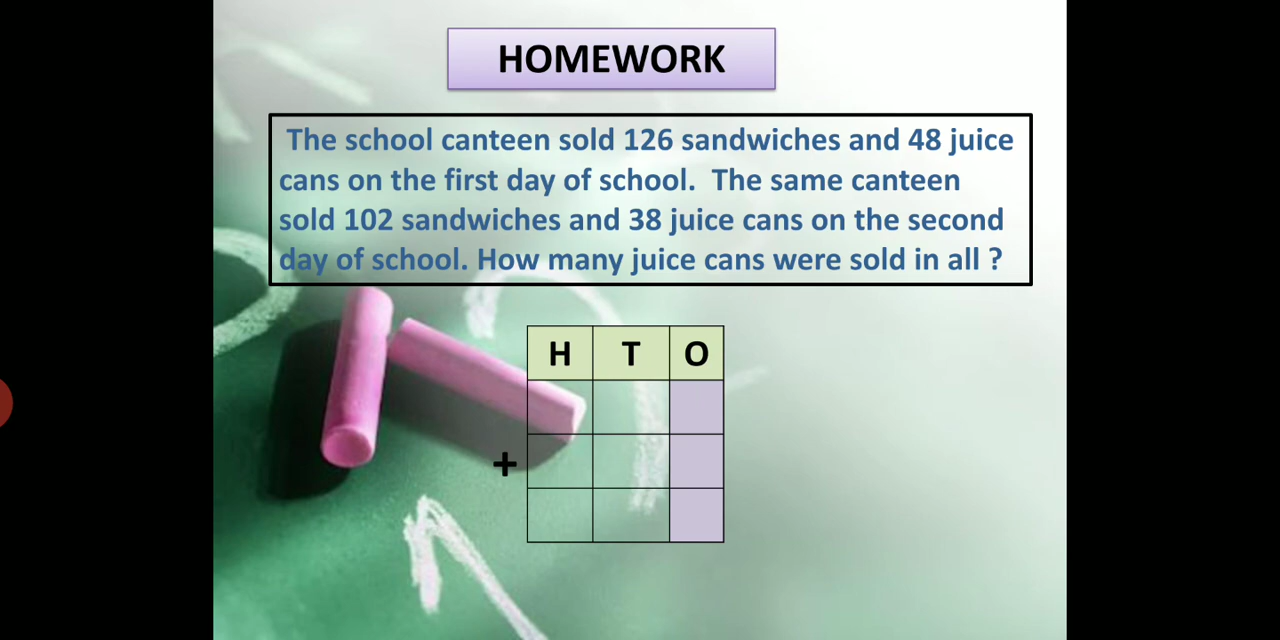 HOMEWORK
The school canteen sold 126 sandwiches and 48 juice
cans on the first day of school. The same canteen
sold 102 sandwiches and 38 juice cans on the second
day of school. How many juice cans were sold in all ?
H T O
+